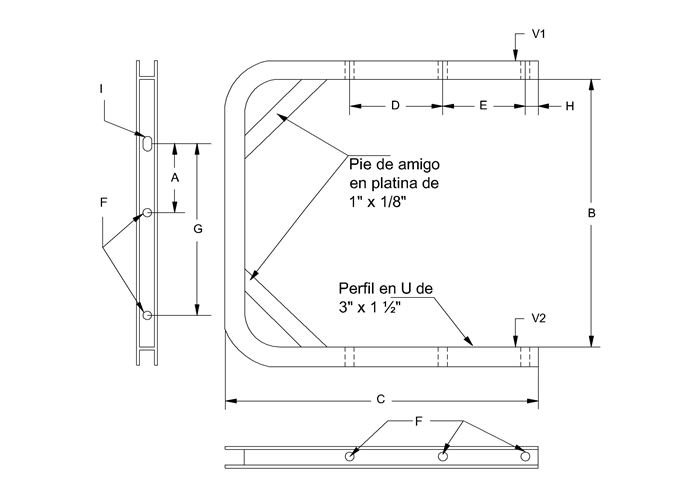 V1
I
D
E
H
A
Pie de amigo
en platina de
1" x 1/8"
F
B
G
Perfil en U de
3" x 1 ½"
V2
C
F